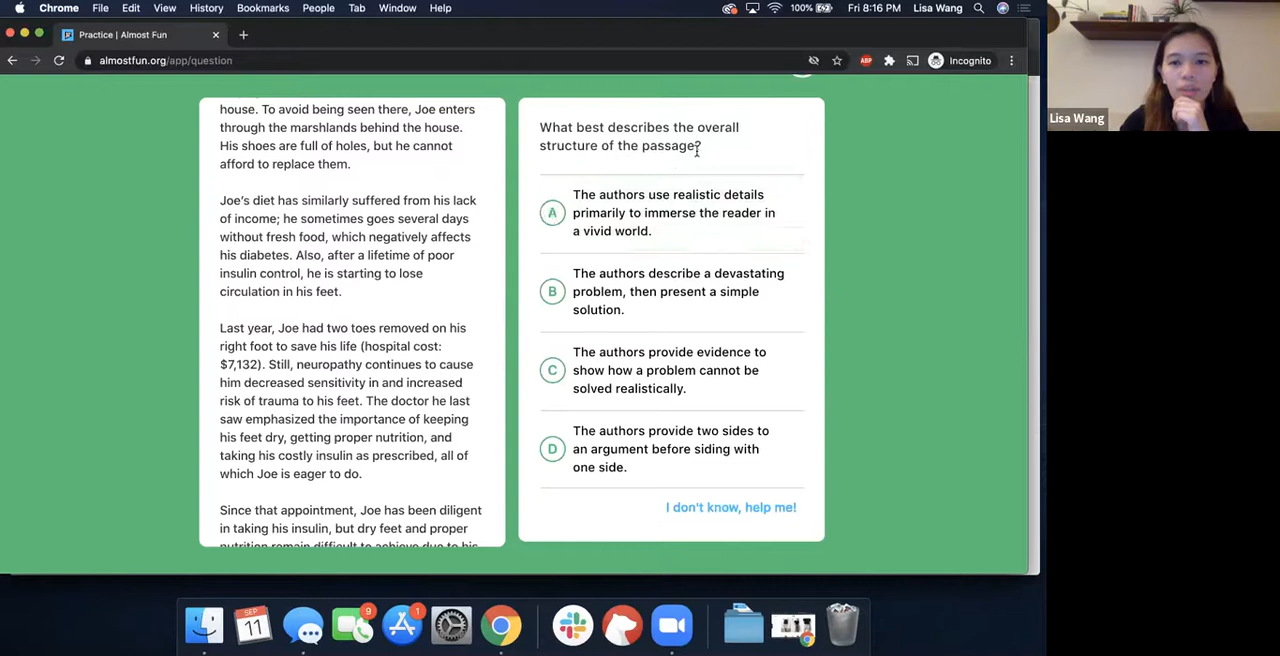 Chrome File Edit View History Bookmarks People Tab Window Help 100% Fri 8:16 PM Lisa Wang
Practice | Almost Fun
almostfun.org/app/question ABP Incognito
Lisa Wang
house. To avoid being seen there, Joe enters
through the marshlands behind the house.
His shoes are full of holes, but he cannot
afford to replace them.
Joe's diet has similarly suffered from his lack
of income; he sometimes goes several days
without fresh food, which negatively affects
his diabetes. Also, after a lifetime of poor
insulin control, he is starting to lose
circulation in his feet.
Last year, Joe had two toes removed on his
right foot to save his life (hospital cost:
$7,132). Still, neuropathy continues to cause
him decreased sensitivity in and increased
risk of trauma to his feet. The doctor he last
saw emphasized the importance of keeping
his feet dry, getting proper nutrition, and
taking his costly insulin as prescribed, all of
which Joe is eager to do.
Since that appointment, Joe has been diligent
in taking his insulin, but dry feet and proper
nutrition remain difficult to achieve due to his
What best describes the overall
structure of the passage?
A
The authors use realistic details
primarily to immerse the reader in
a vivid world.
B
The authors describe a devastating
problem, then present a simple
solution.
C
The authors provide evidence to
show how a problem cannot be
solved realistically.
D
The authors provide two sides to
an argument before siding with
one side.
I don't know, help me!
SEP
11
9
1